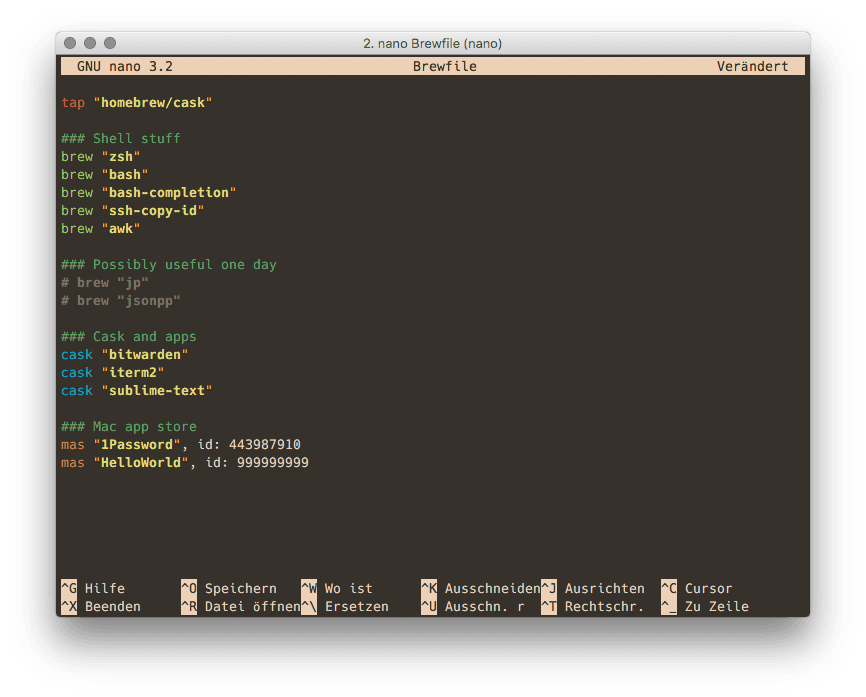 2. nano Brewfile (nano)
GNU nano 3.2 Brewfile Verändert
tap "homebrew/cask"
### Shell stuff
brew "zsh"
brew "bash"
brew "bash-completion"
brew "ssh-copy-id"
brew "awk"
### Possibly useful one day
# brew "jp"
# brew "jsonpp"
### Cask and apps
cask "bitwarden"
cask "iterm2"
cask "sublime-text"
### Mac app store
mas "1Password", id: 443987910
mas "HelloWorld", id: 999999999
^G Hilfe ^O Speichern ^W Wo ist ^K Ausschneiden ^J Ausrichten ^C Cursor
^X Beenden ^R Datei öffnen ^\ Ersetzen ^U Ausschn. r ^T Rechtschr. ^_ Zu Zeile